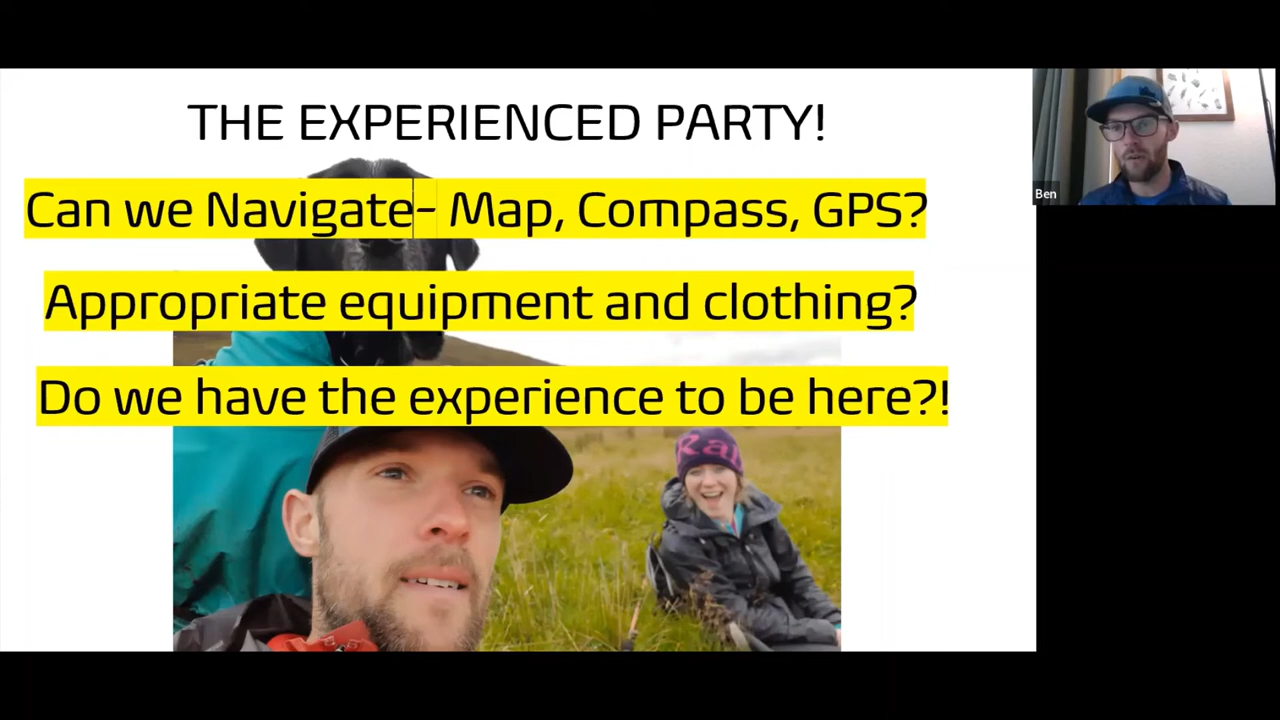 THE EXPERIENCED PARTY!
Can we Navigate- Map, Compass, GPS?
Appropriate equipment and clothing?
Do we have the experience to be here?!
Ben